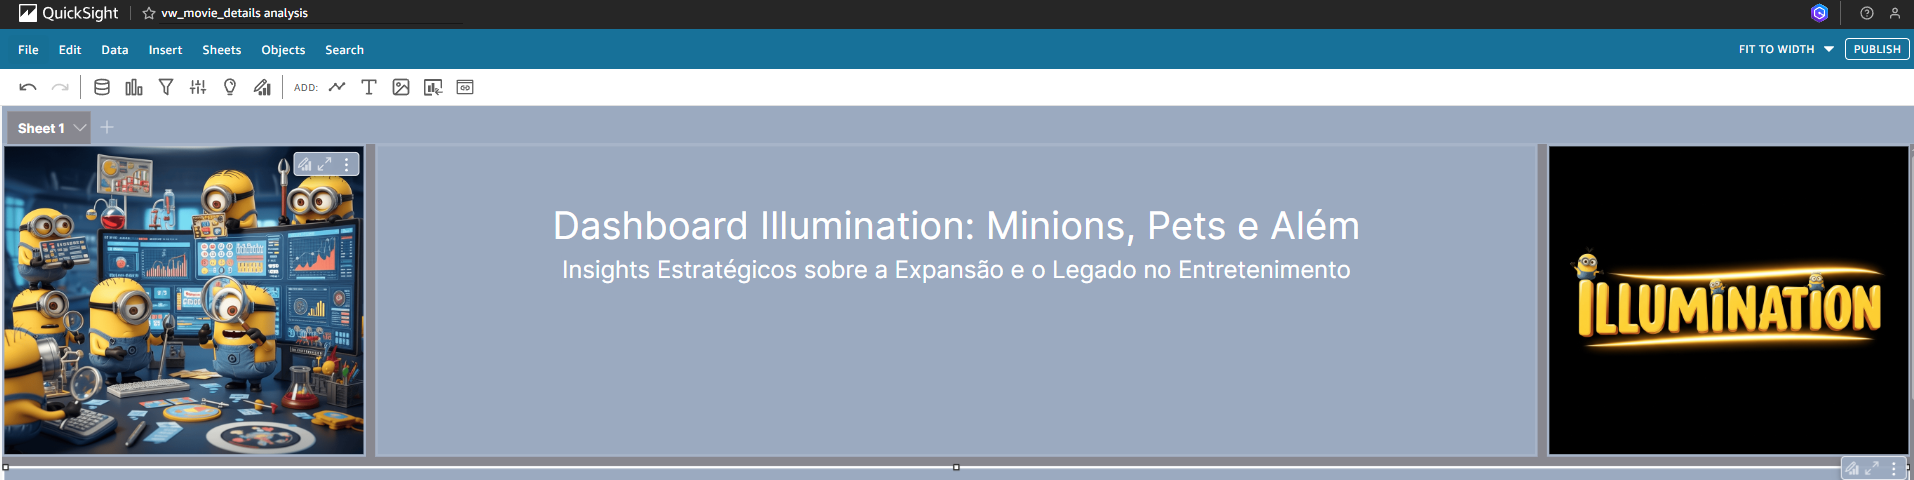 QuickSight
vw_movie_details analysis
File Edit Data Insert Sheets Objects Search
FIT TO WIDTH
PUBLISH
ADD:
Sheet 1
Dashboard Illumination: Minions, Pets e Além
Insights Estratégicos sobre a Expansão e o Legado no Entretenimento
ILLUMINATION